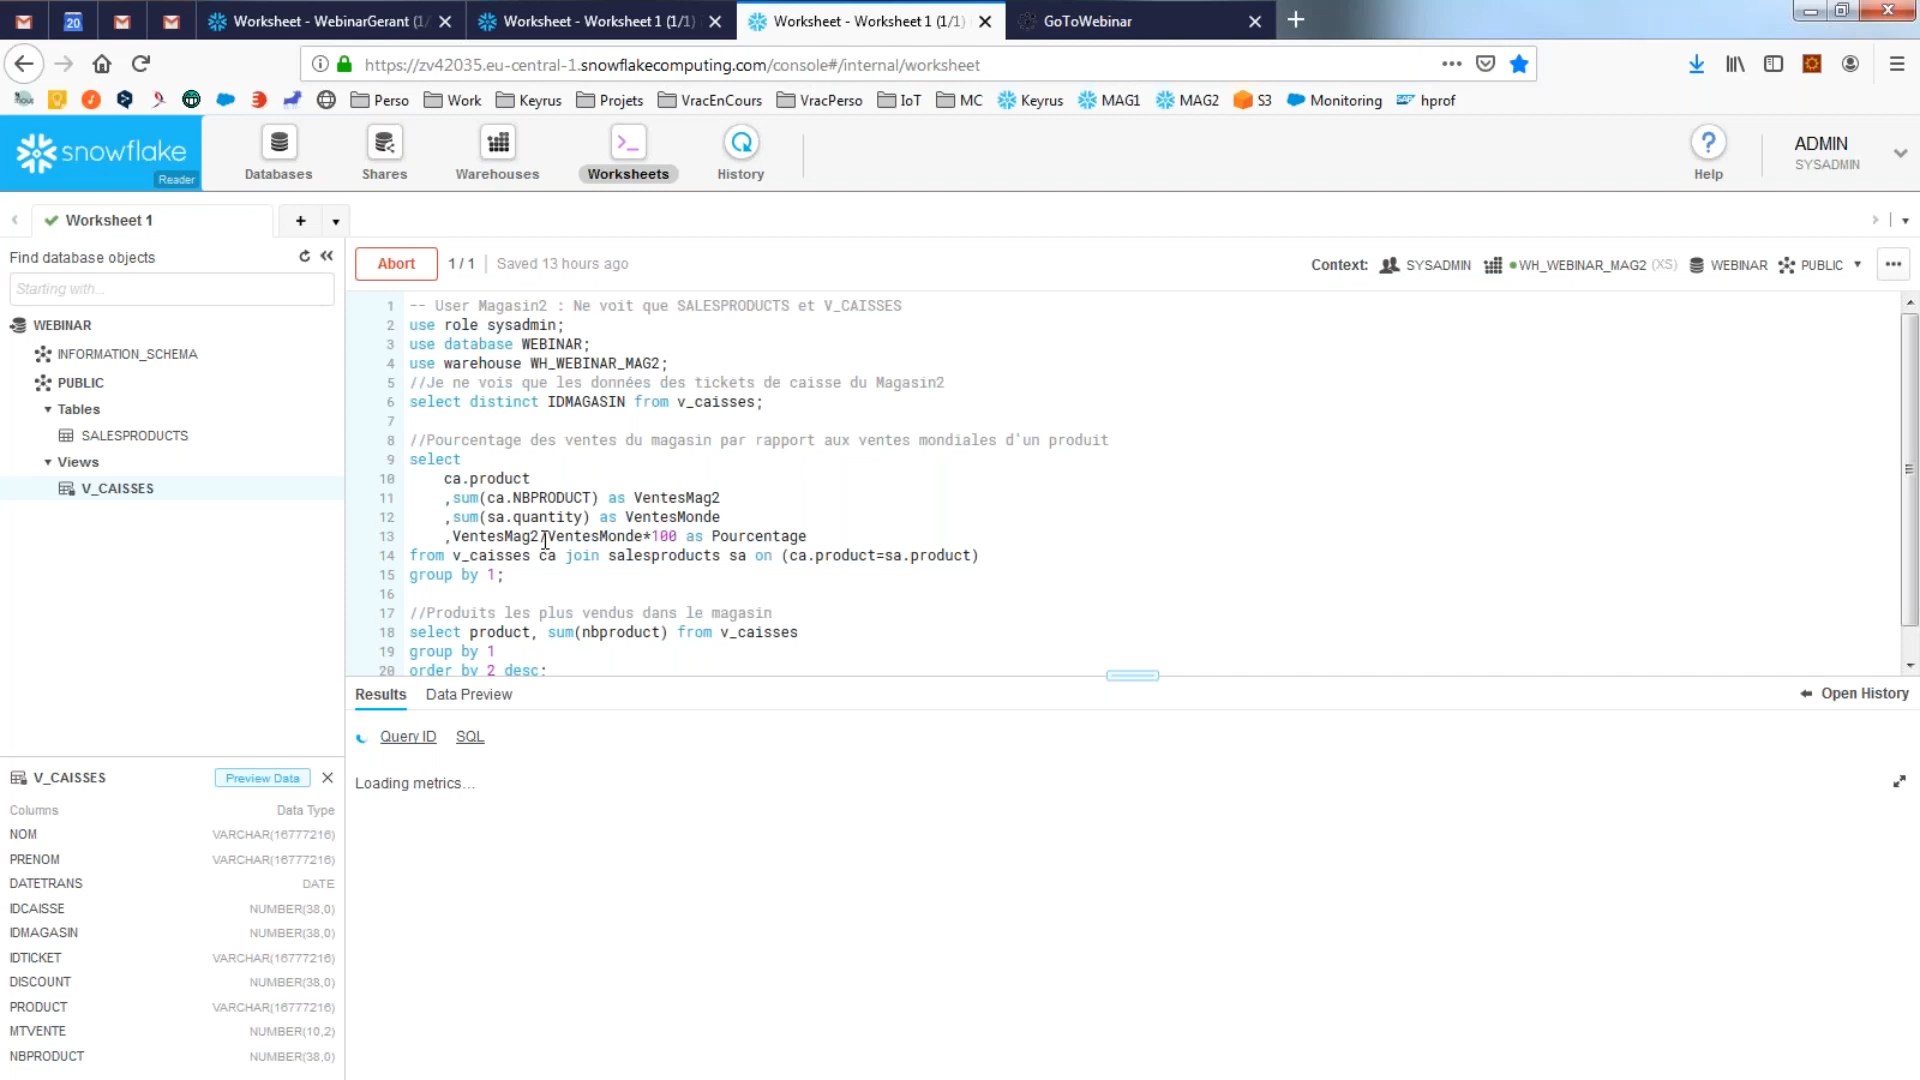 20
Worksheet - WebinarGerant (1/
Worksheet - Worksheet 1 (1/1)
Worksheet - Worksheet 1 (1/1)
GoToWebinar
https://zv42035.eu-central-1.snowflakecomputing.com/console#/internal/worksheet
Perso
Work
Keyrus
Projets
VracEnCours
VracPerso
IoT
MC
Keyrus
MAG1
MAG2
S3
Monitoring
hprof
snowflake
Reader
Databases
Shares
Warehouses
Worksheets
History
Help
ADMIN
SYSADMIN
Worksheet 1
Find database objects
Starting with...
WEBINAR
INFORMATION_SCHEMA
PUBLIC
Tables
SALESPRODUCTS
Views
V_CAISSES
Abort
1 / 1
Saved 13 hours ago
Context:
SYSADMIN
WH_WEBINAR_MAG2 (XS)
WEBINAR
PUBLIC
1 -- User Magasin2 : Ne voit que SALESPRODUCTS et V_CAISSES
2 use role sysadmin;
3 use database WEBINAR;
4 use warehouse WH_WEBINAR_MAG2;
5 //Je ne vois que les données des tickets de caisse du Magasin2
6 select distinct IDMAGASIN from v_caisses;
7
8 //Pourcentage des ventes du magasin par rapport aux ventes mondiales d'un produit
9 select
10 ca.product
11 ,sum(ca.NBPRODUCT) as VentesMag2
12 ,sum(sa.quantity) as VentesMonde
13 ,VentesMag2/VentesMonde*100 as Pourcentage
14 from v_caisses ca join salesproducts sa on (ca.product=sa.product)
15 group by 1;
16
17 //Produits les plus vendus dans le magasin
18 select product, sum(nbproduct) from v_caisses
19 group by 1
20 order by 2 desc;
Results
Data Preview
Open History
Query ID
SQL
Loading metrics...
V_CAISSES
Preview Data
Columns Data Type
NOM VARCHAR(16777216)
PRENOM VARCHAR(16777216)
DATETRANS DATE
IDCAISSE NUMBER(38,0)
IDMAGASIN NUMBER(38,0)
IDTICKET VARCHAR(16777216)
DISCOUNT NUMBER(38,0)
PRODUCT VARCHAR(16777216)
MTVENTE NUMBER(10,2)
NBPRODUCT NUMBER(38,0)